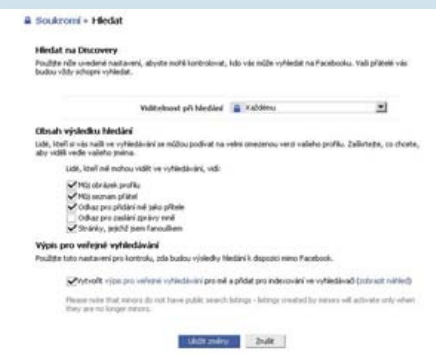 Soukromí » Hledat
Hledat na Discovery
Použijte níže uvedené nastavení, abyste mohli kontrolovat, kdo vás může vyhledat na Facebooku. Vaši přátelé vás
budou vždy schopni vyhledat.
Viditelnost při hledání Každému
Obsah výsledku hledání
Lidé, kteří si vás našli ve vyhledávání se můžou podívat na velmi omezenou verzi vašeho profilu. Zaškrtejte, co chcete,
aby viděli vedle vašeho jména.
Lidé, kteří mě mohou vidět ve vyhledávání, vidí:
Můj obrázek profilu
Můj seznam přátel
Odkaz pro přidání mě jako přítele
Odkaz pro zaslání zprávy mně
Stránky, jejichž jsem fanouškem
Výpis pro veřejné vyhledávání
Použijte toto nastavení pro kontrolu, zda budou výsledky hledání k dispozici mimo Facebook.
Vytvořit výpis pro veřejné vyhledávání pro mě a přidat pro indexování ve vyhledávač (zobrazit náhled)
Please note that minors do not have public search listings - listings created by minors will activate only when
they are no longer minors.
Uložit změny Zrušit